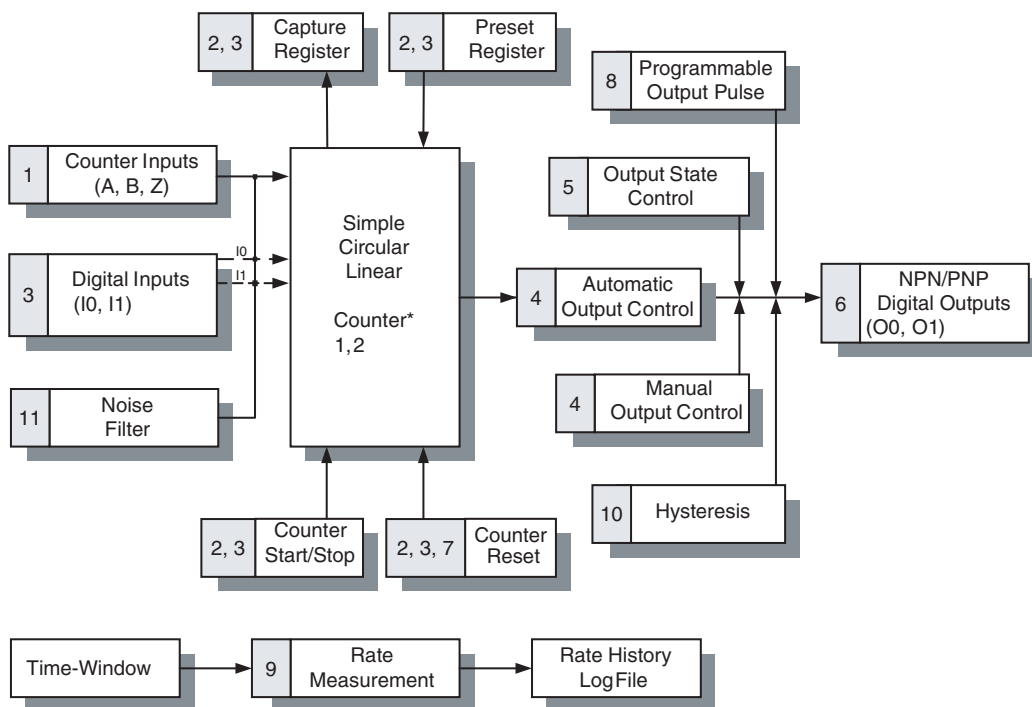 2, 3
Capture
Register
2, 3
Preset
Register
8
Programmable
Output Pulse
1
Counter Inputs
(A, B, Z)
5
Output State
Control
Simple
Circular
Linear
Counter*
1,2
I0
I1
3
Digital Inputs
(I0, I1)
4
Automatic
Output Control
6
NPN/PNP
Digital Outputs
(O0, O1)
11
Noise
Filter
4
Manual
Output Control
2, 3
Counter
Start/Stop
2, 3, 7
Counter
Reset
10
Hysteresis
Time-Window
9
Rate
Measurement
Rate History
LogFile